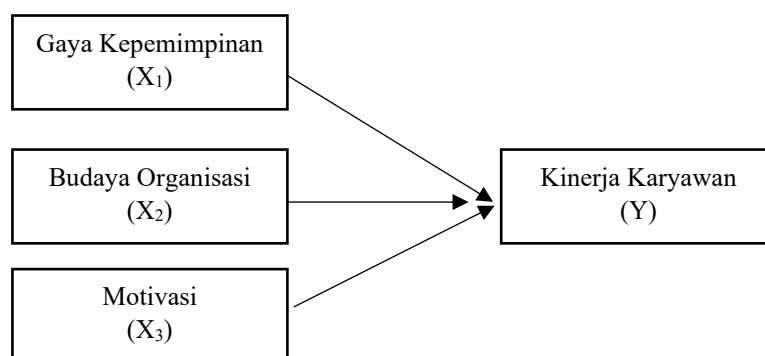 Gaya Kepemimpinan
(X₁)
Budaya Organisasi
(X₂)
Kinerja Karyawan
(Y)
Motivasi
(X₃)